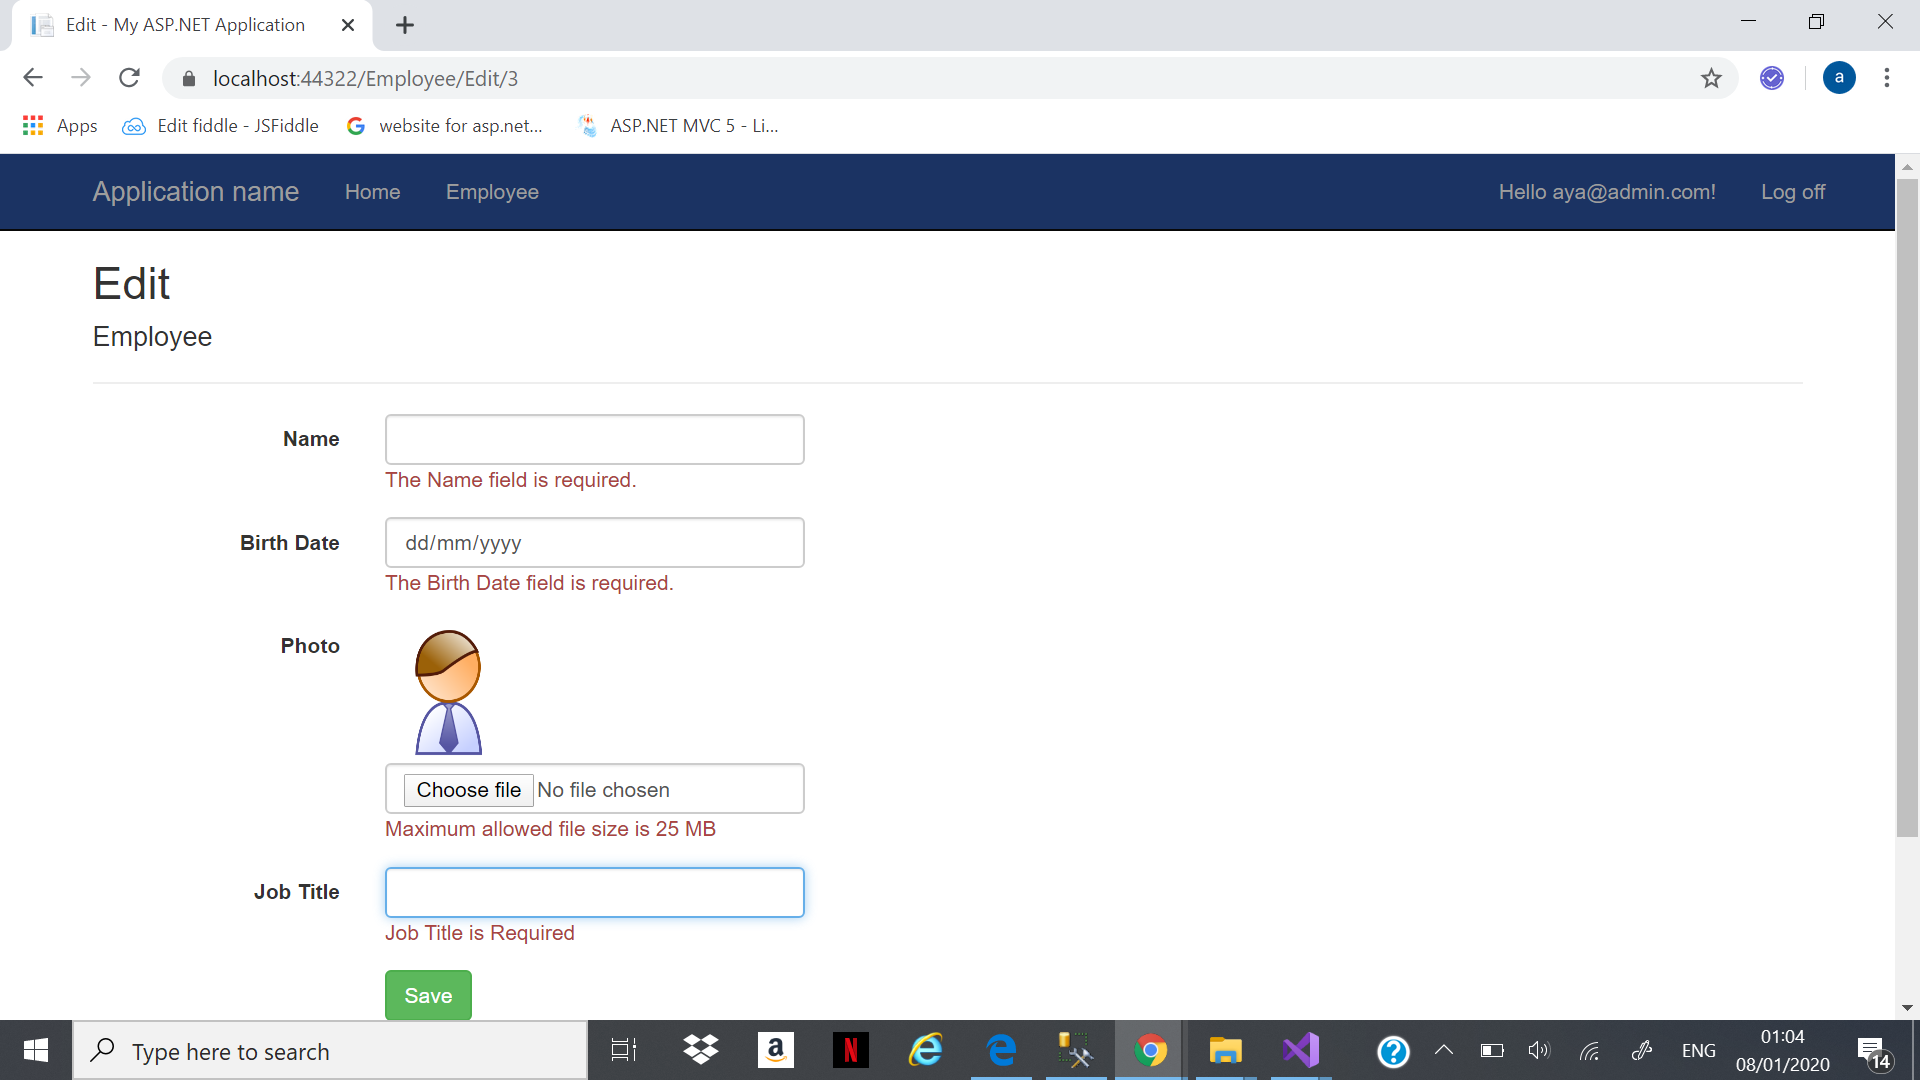 Edit - My ASP.NET Application
localhost:44322/Employee/Edit/3
a
Apps
Edit fiddle - JSFiddle
website for asp.net...
ASP.NET MVC 5 - Li...
Application name
Home
Employee
Hello aya@admin.com!
Log off
Edit
Employee
Name
The Name field is required.
Birth Date
dd/mm/yyyy
The Birth Date field is required.
Photo
Choose file
No file chosen
Maximum allowed file size is 25 MB
Job Title
Job Title is Required
Save
Type here to search
a
N
ENG
01:04
08/01/2020
14